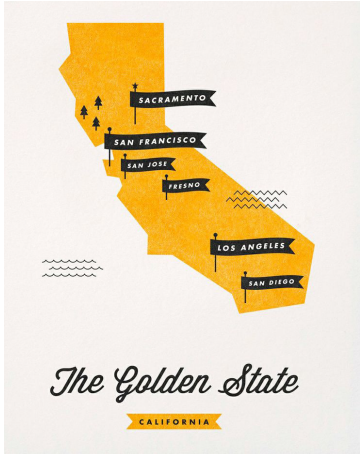 SACRAMENTO
SAN FRANCISCO
SAN JOSE
FRESNO
LOS ANGELES
SAN DIEGO
The Golden State
CALIFORNIA